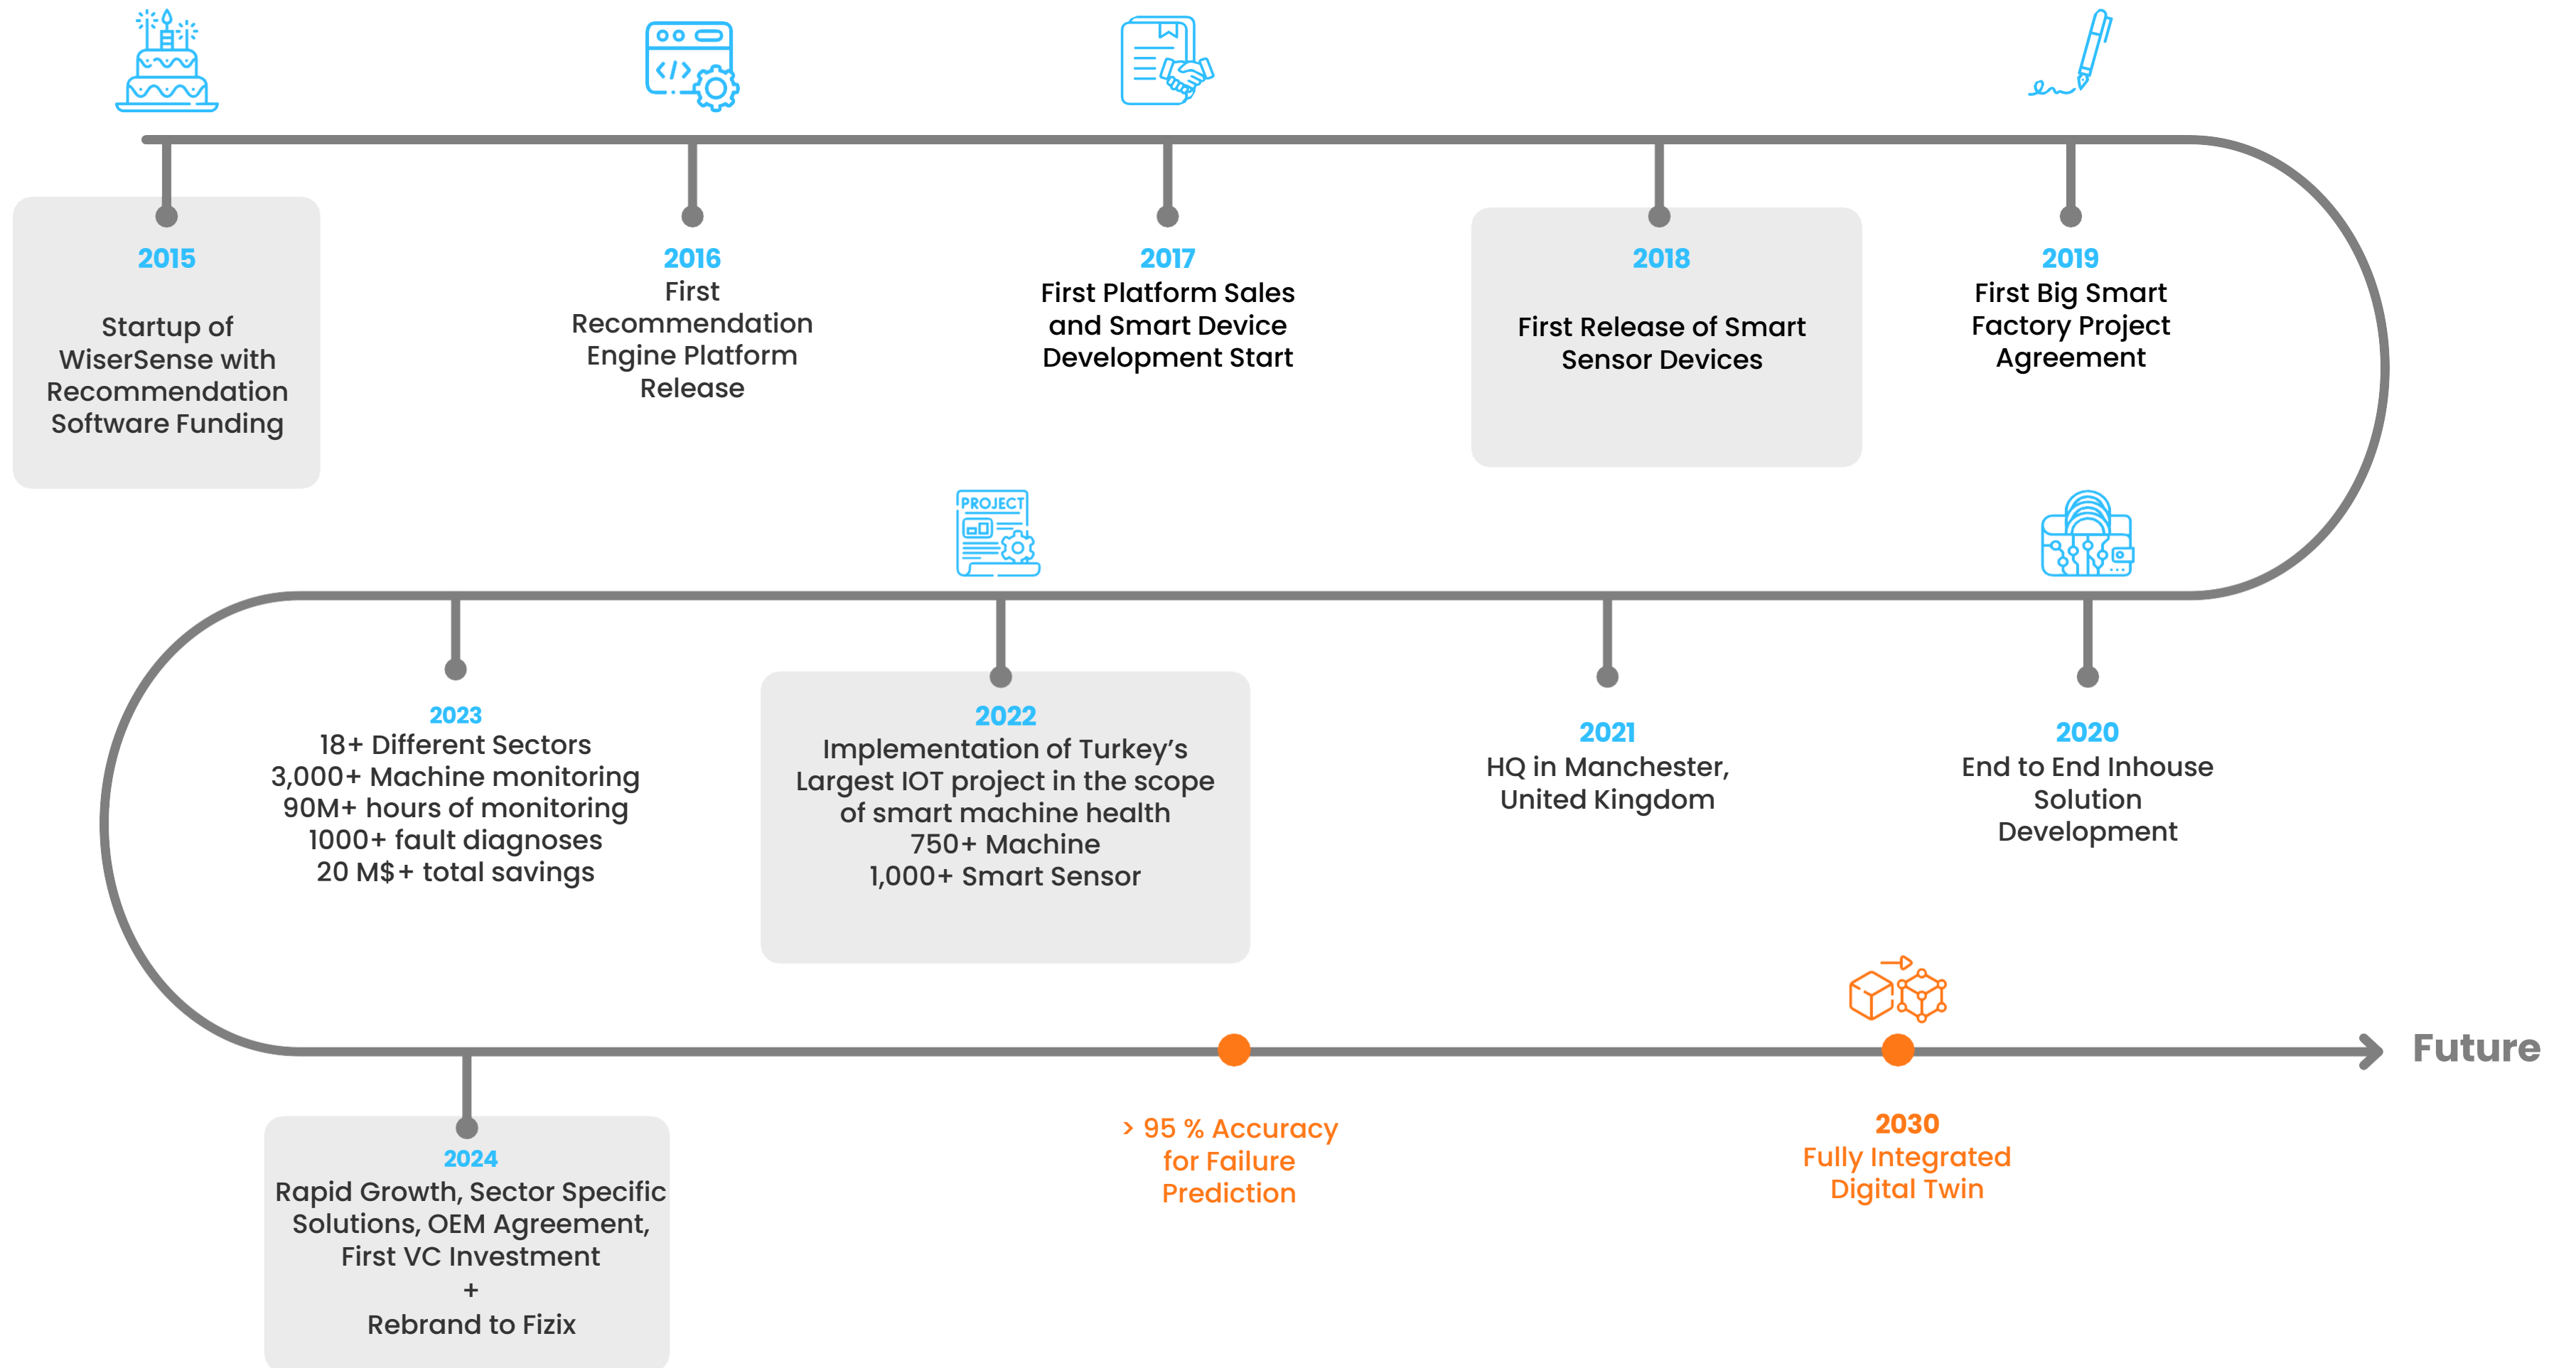 2015
Startup of
WiserSense with
Recommendation
Software Funding
2016
First
Recommendation
Engine Platform
Release
2017
First Platform Sales
and Smart Device
Development Start
2018
First Release of Smart
Sensor Devices
2019
First Big Smart
Factory Project
Agreement
PROJECT
2023
18+ Different Sectors
3,000+ Machine monitoring
90M+ hours of monitoring
1000+ fault diagnoses
20 M$+ total savings
2022
Implementation of Turkey’s
Largest IOT project in the scope
of smart machine health
750+ Machine
1,000+ Smart Sensor
2021
HQ in Manchester,
United Kingdom
2020
End to End Inhouse
Solution
Development
Future
2024
Rapid Growth, Sector Specific
Solutions, OEM Agreement,
First VC Investment
+
Rebrand to Fizix
> 95 % Accuracy
for Failure
Prediction
2030
Fully Integrated
Digital Twin